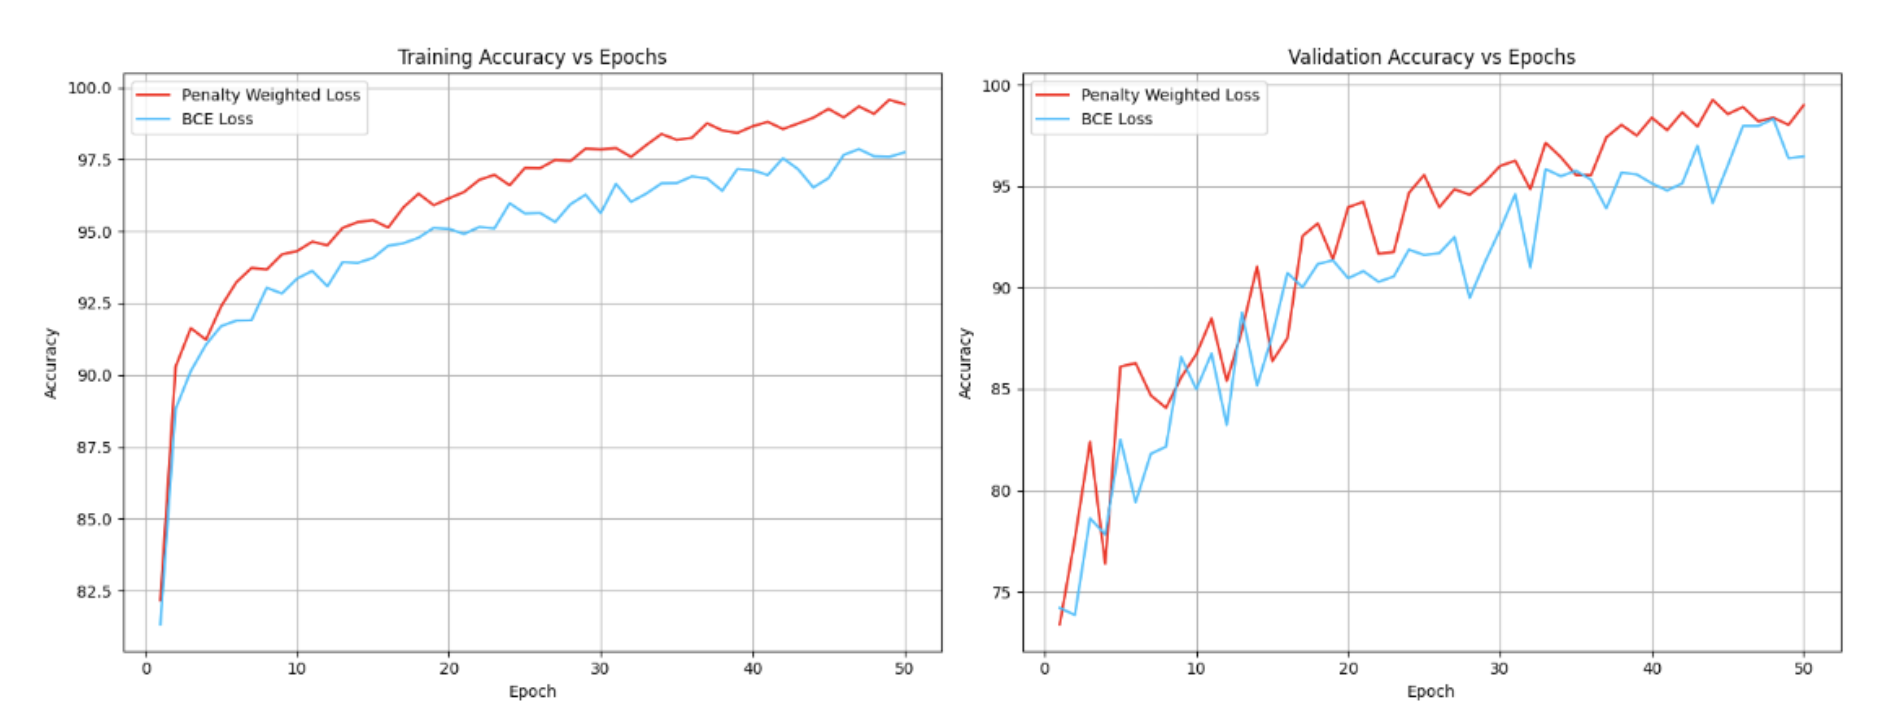 Training Accuracy vs Epochs
Penalty Weighted Loss
BCE Loss
100.0
97.5
95.0
92.5
90.0
87.5
85.0
82.5
Accuracy
0 10 20 30 40 50
Epoch
Validation Accuracy vs Epochs
Penalty Weighted Loss
BCE Loss
100
95
90
85
80
75
Accuracy
0 10 20 30 40 50
Epoch